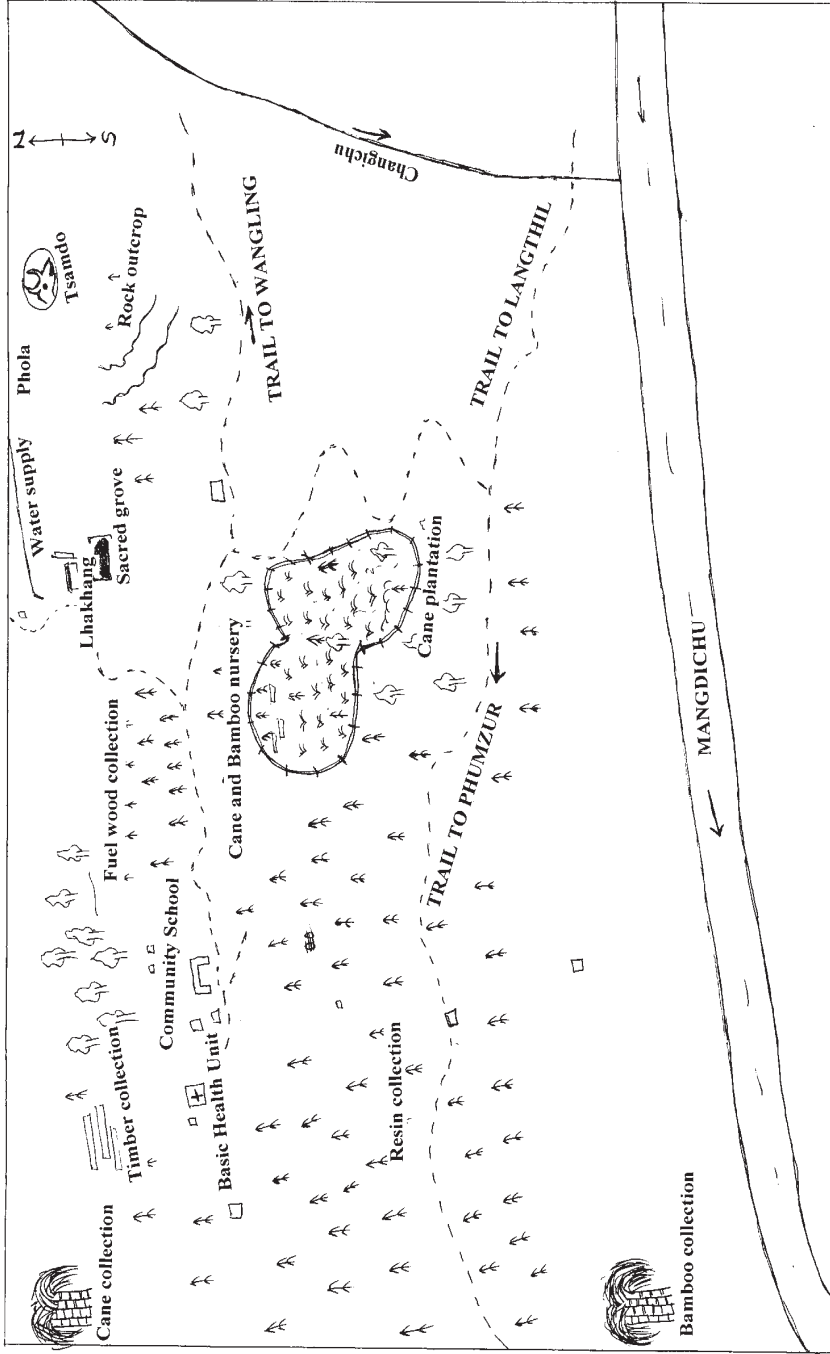 Cane collection
Timber collection
Fuel wood collection
Lhakhang
Water supply
Phola
Tsamdo
N
S
Sacred grove
Rock outcrop
Community School
Basic Health Unit
Cane and Bamboo nursery
TRAIL TO WANGLING
Changichu
Resin collection
Cane plantation
TRAIL TO PHUMZUR
TRAIL TO LANGTHIL
Bamboo collection
MANGDICHU